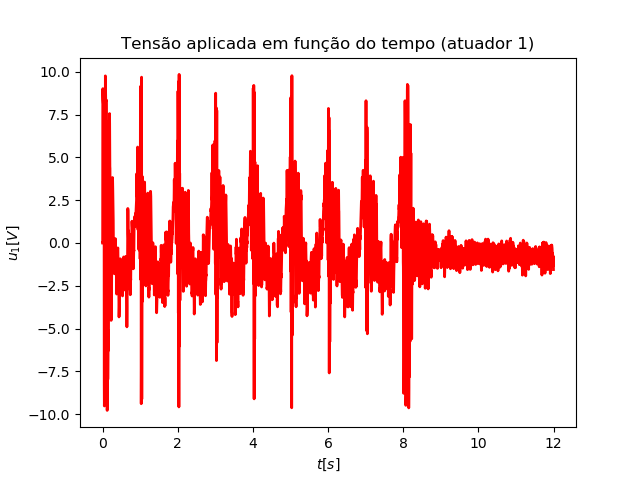 Tensão aplicada em função do tempo (atuador 1)
10.0
7.5
5.0
2.5
0.0
−2.5
−5.0
−7.5
−10.0
u₁[V]
0 2 4 6 8 10 12
t[s]